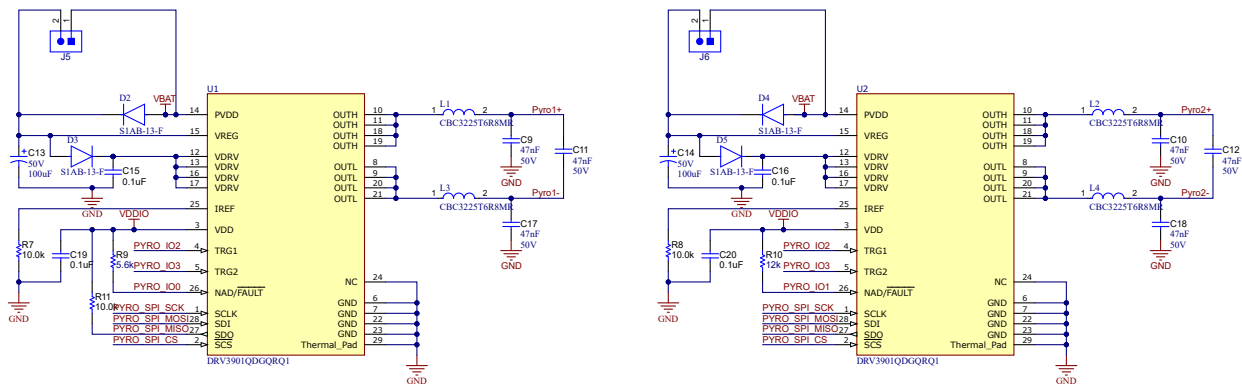 2 1
J5
D2
VBAT
S1AB-13-F
D3
S1AB-13-F
C13
50V
100uF
C15
0.1uF
GND
VDDIO
R7
10.0k
C19
0.1uF
R9
5.6k
R11
10.0k
GND
PYRO_IO2
PYRO_IO3
PYRO_IO0
PYRO_SPI_SCK
PYRO_SPI_MOSI
PYRO_SPI_MISO
PYRO_SPI_CS
U1
14 PVDD
15 VREG
12 VDRV
13 VDRV
16 VDRV
17 VDRV
25 IREF
3 VDD
4 TRG1
5 TRG2
26 NAD/FAULT
1 SCLK
28 SDI
27 SDO
2 SCS
OUTH 10
OUTH 11
OUTH 18
OUTH 19
OUTL 8
OUTL 9
OUTL 20
OUTL 21
NC 24
GND 6
GND 7
GND 22
GND 23
Thermal_Pad 29
DRV3901QDGQRQ1
L1
1 2
CBC3225T6R8MR
Pyro1+
C9
47nF
50V
GND
C11
47nF
50V
L3
1 2
CBC3225T6R8MR
Pyro1-
C17
47nF
50V
GND
GND
2 1
J6
D4
VBAT
S1AB-13-F
D5
S1AB-13-F
C14
50V
100uF
C16
0.1uF
GND
VDDIO
R8
10.0k
C20
0.1uF
R10
12k
GND
PYRO_IO2
PYRO_IO3
PYRO_IO1
PYRO_SPI_SCK
PYRO_SPI_MOSI
PYRO_SPI_MISO
PYRO_SPI_CS
U2
14 PVDD
15 VREG
12 VDRV
13 VDRV
16 VDRV
17 VDRV
25 IREF
3 VDD
4 TRG1
5 TRG2
26 NAD/FAULT
1 SCLK
28 SDI
27 SDO
2 SCS
OUTH 10
OUTH 11
OUTH 18
OUTH 19
OUTL 8
OUTL 9
OUTL 20
OUTL 21
NC 24
GND 6
GND 7
GND 22
GND 23
Thermal_Pad 29
DRV3901QDGQRQ1
L2
1 2
CBC3225T6R8MR
Pyro2+
C10
47nF
50V
GND
C12
47nF
50V
L4
1 2
CBC3225T6R8MR
Pyro2-
C18
47nF
50V
GND
GND